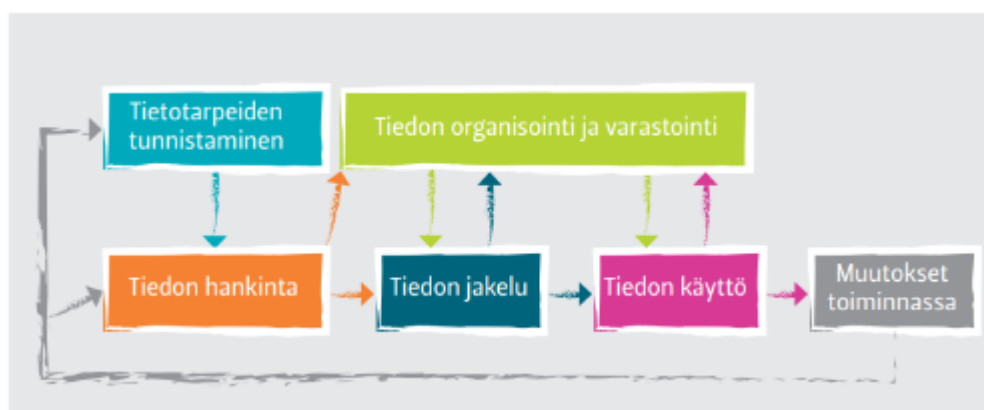 Tietotarpeiden
tunnistaminen
Tiedon organisointi ja varastointi
Tiedon hankinta
Tiedon jakelu
Tiedon käyttö
Muutokset
toiminnassa